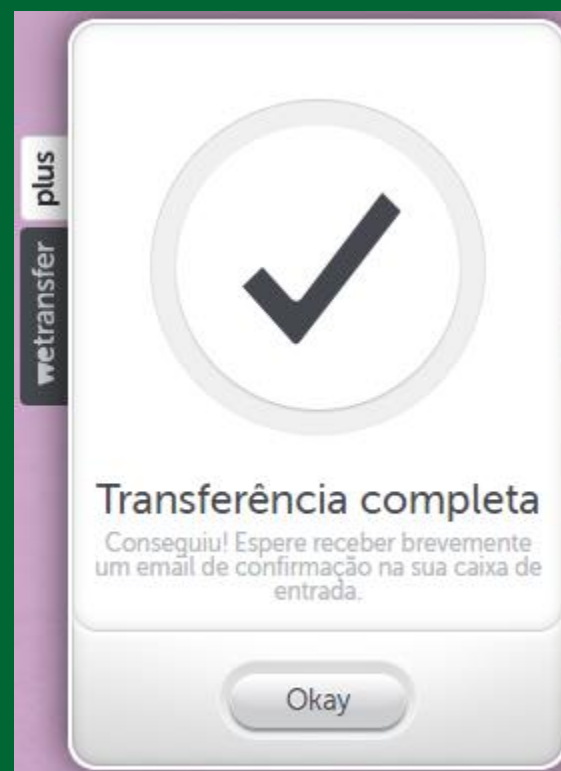 plus
wetransfer
Transferência completa
Conseguiu! Espere receber brevemente
um email de confirmação na sua caixa de
entrada.
Okay